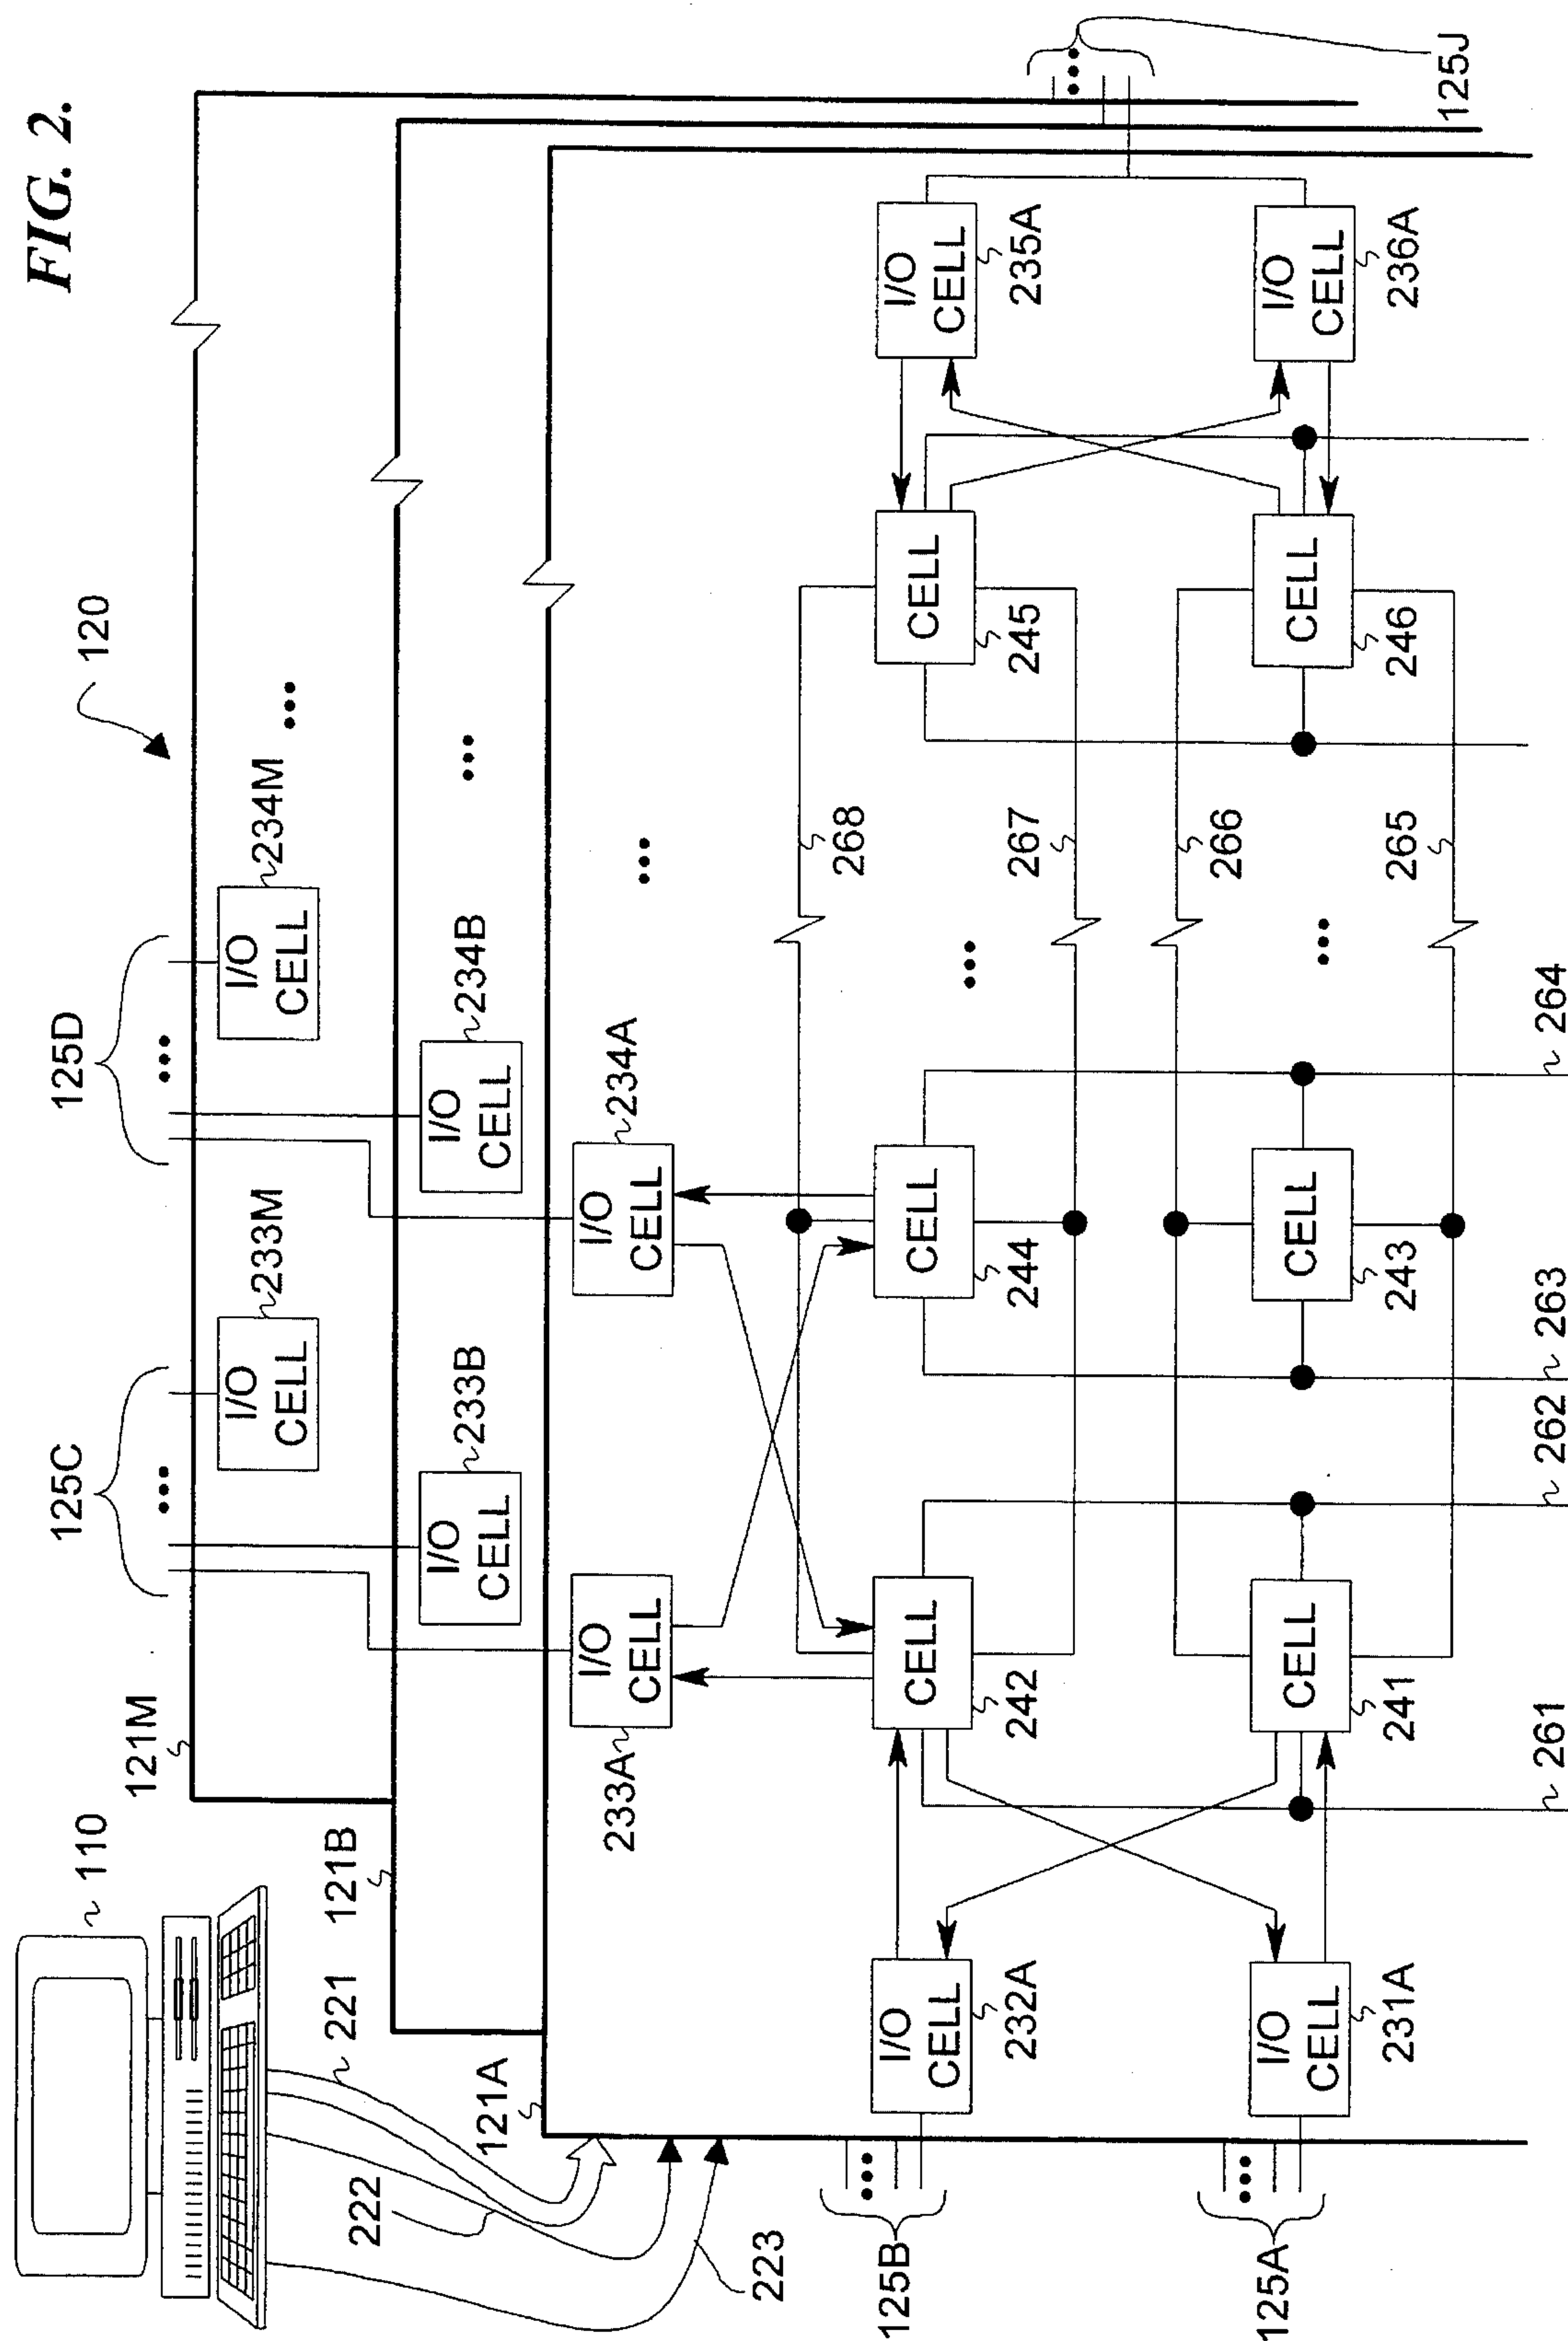 FIG. 2.
120
110
125C
125D
121M
I/O
CELL
233M
I/O
CELL
234M
•••
121B
221
I/O
CELL
233B
I/O
CELL
234B
•••
121A
222
223
I/O
CELL
233A
I/O
CELL
234A
•••
125B
I/O
CELL
232A
CELL
242
CELL
244
•••
268
267
CELL
245
I/O
CELL
235A
125A
I/O
CELL
231A
CELL
241
CELL
243
•••
266
265
CELL
246
I/O
CELL
236A
125J
261
262
263
264